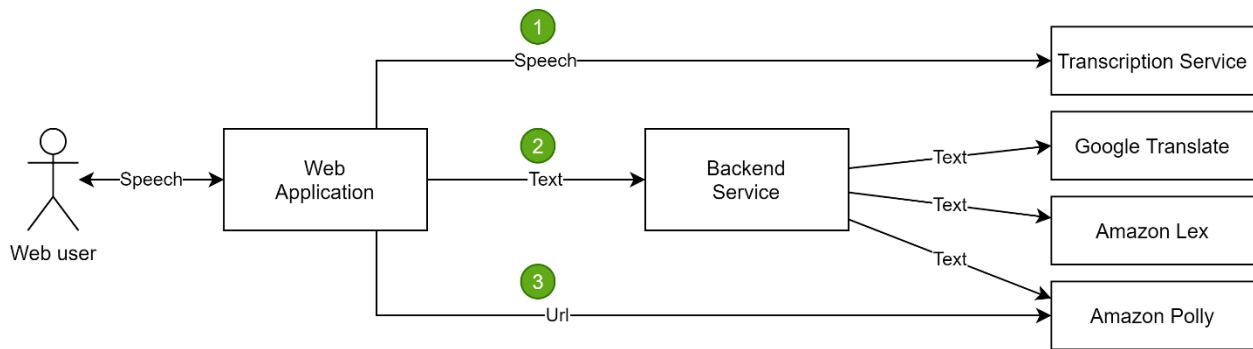 1
Speech
Transcription Service
Web user
Speech
Web
Application
2
Text
Backend
Service
Text
Google Translate
Text
Amazon Lex
Text
Amazon Polly
3
Url